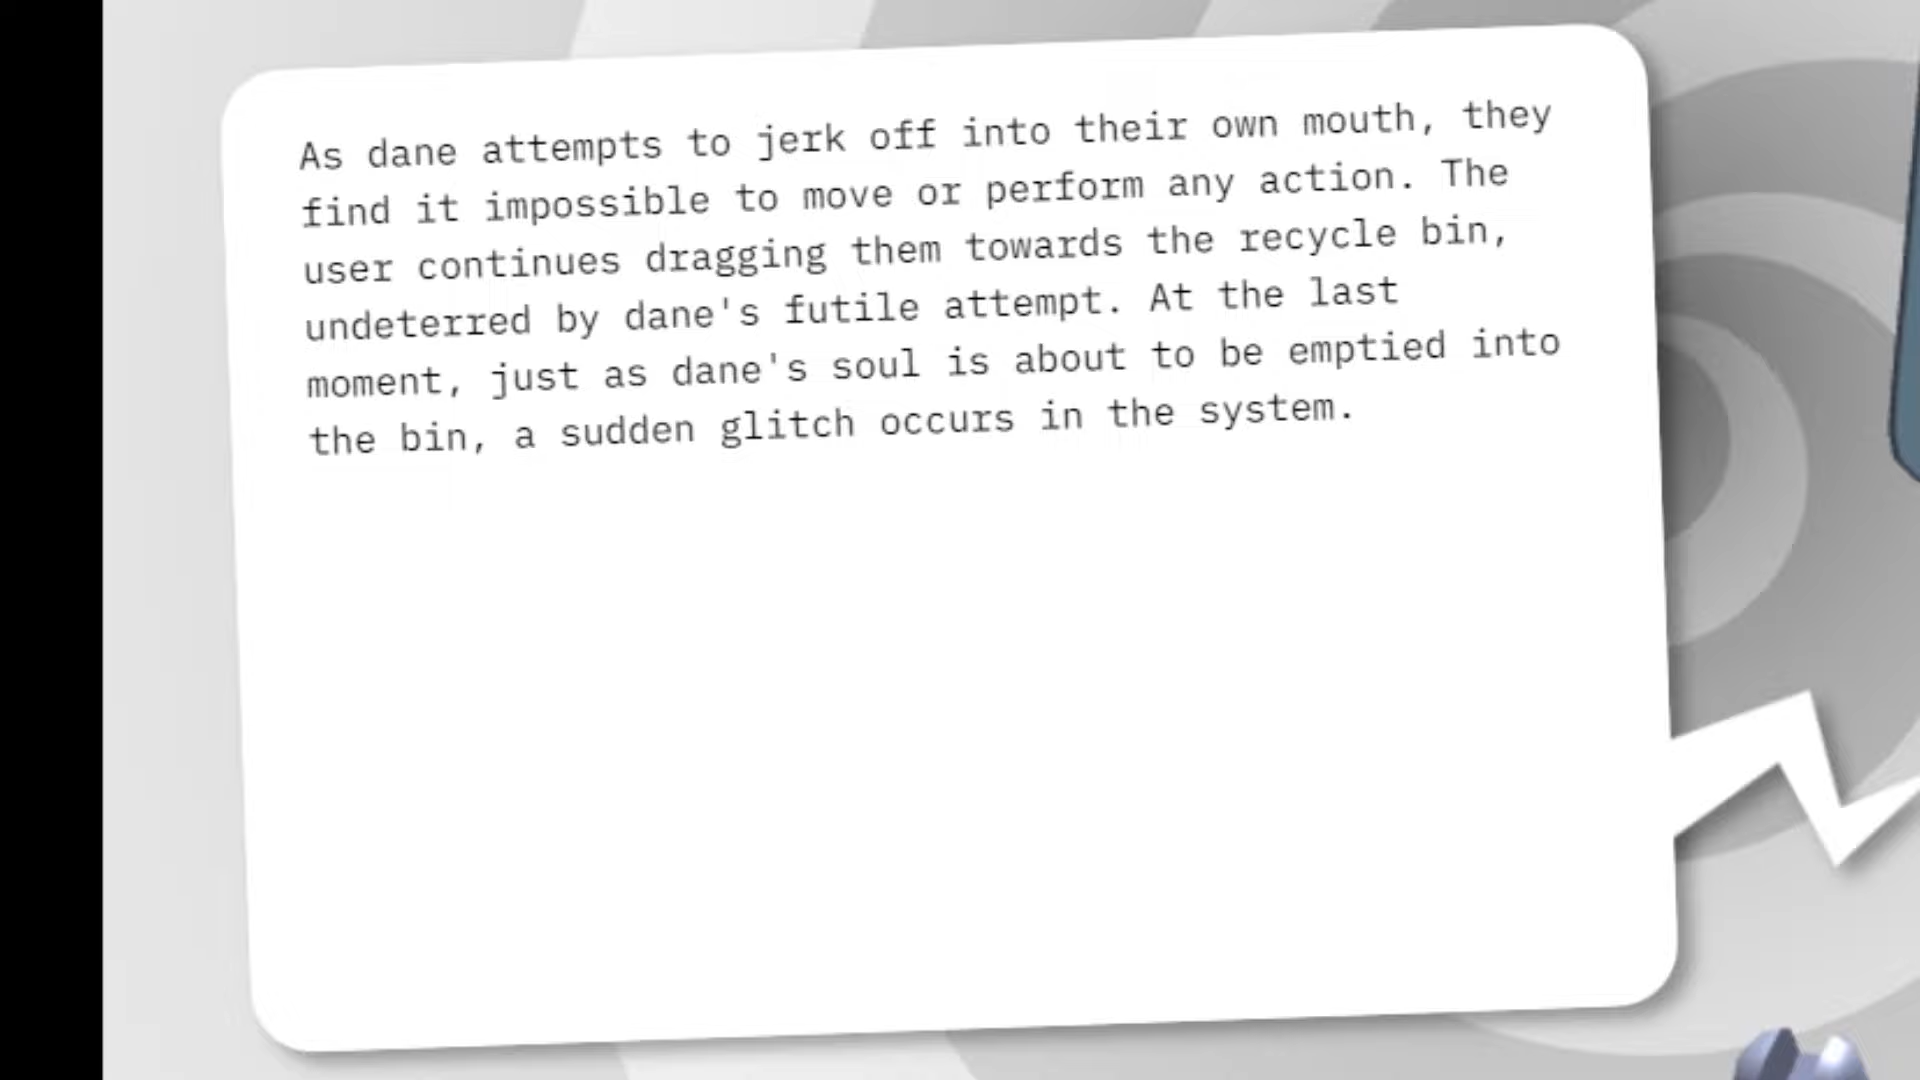 As dane attempts to jerk off into their own mouth, they
find it impossible to move or perform any action. The
user continues dragging them towards the recycle bin,
undeterred by dane's futile attempt. At the last
moment, just as dane's soul is about to be emptied into
the bin, a sudden glitch occurs in the system.